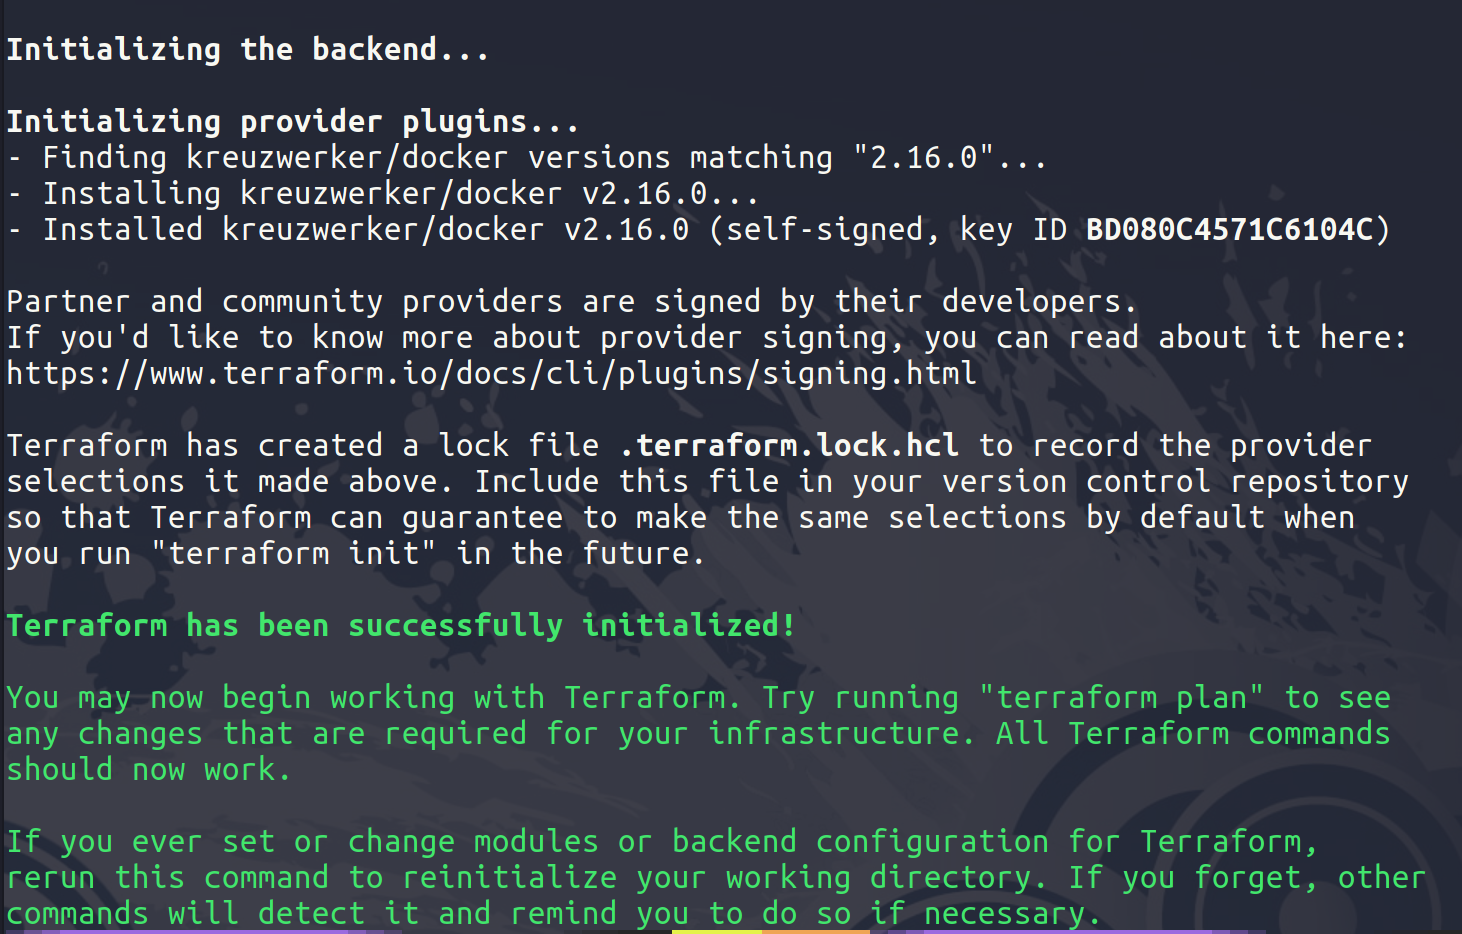 Initializing the backend...
Initializing provider plugins...
- Finding kreuzwerker/docker versions matching "2.16.0"...
- Installing kreuzwerker/docker v2.16.0...
- Installed kreuzwerker/docker v2.16.0 (self-signed, key ID BD080C4571C6104C)
Partner and community providers are signed by their developers.
If you'd like to know more about provider signing, you can read about it here:
https://www.terraform.io/docs/cli/plugins/signing.html
Terraform has created a lock file .terraform.lock.hcl to record the provider
selections it made above. Include this file in your version control repository
so that Terraform can guarantee to make the same selections by default when
you run "terraform init" in the future.
Terraform has been successfully initialized!
You may now begin working with Terraform. Try running "terraform plan" to see
any changes that are required for your infrastructure. All Terraform commands
should now work.
If you ever set or change modules or backend configuration for Terraform,
rerun this command to reinitialize your working directory. If you forget, other
commands will detect it and remind you to do so if necessary.